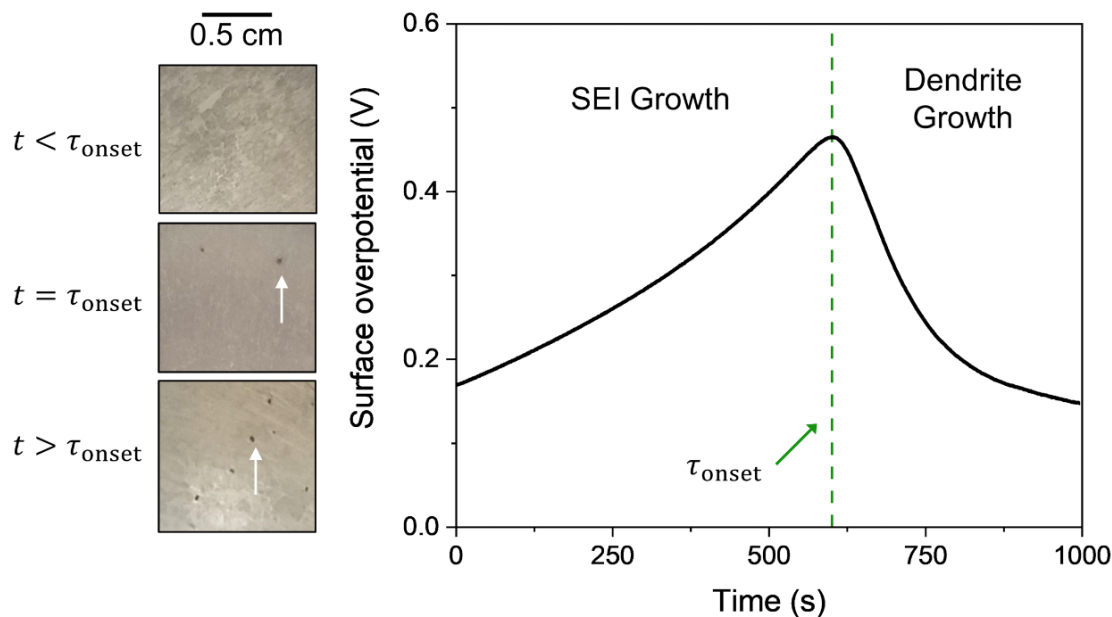 0.5 cm
t < τonset
t = τonset
t > τonset
Surface overpotential (V)
0.6
0.4
0.2
0.0
SEI Growth
Dendrite
Growth
τonset
0
250
500
750
1000
Time (s)